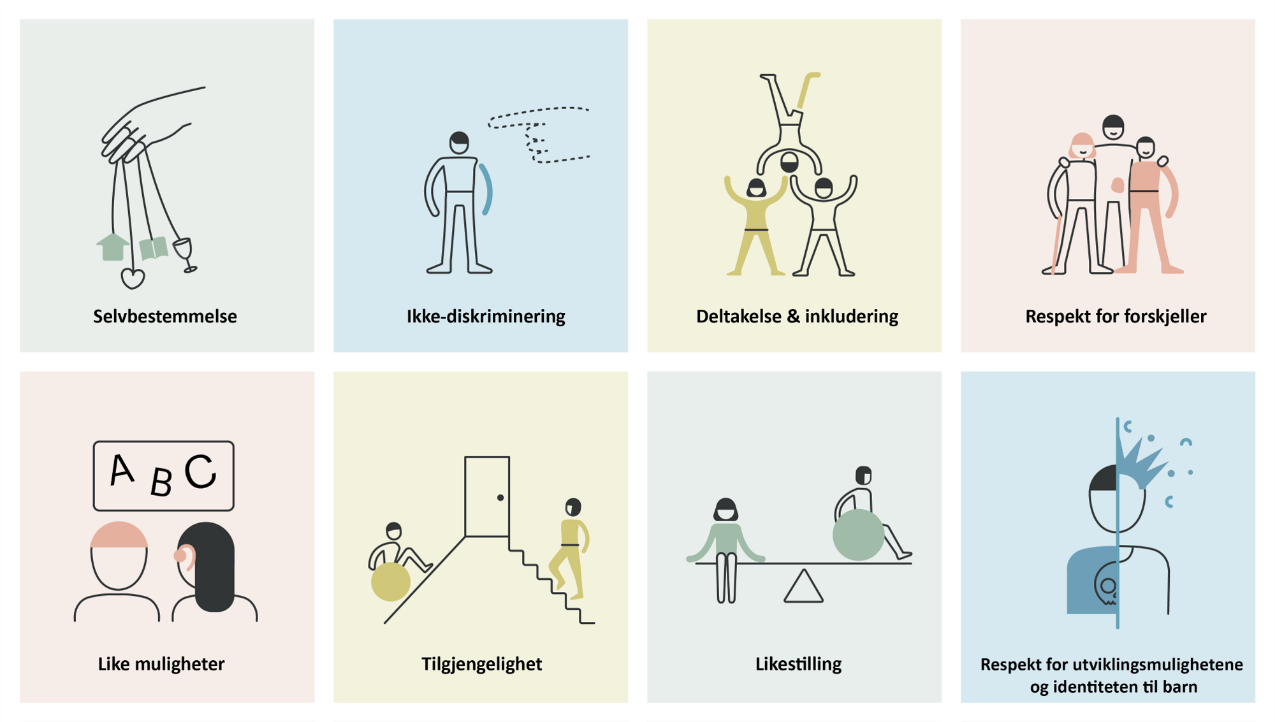 Selvbestemmelse
Ikke-diskriminering
Deltakelse & inkludering
Respekt for forskjeller
A B C
Like muligheter
Tilgjengelighet
Likestilling
Respekt for utviklingsmulighetene
og identiteten til barn